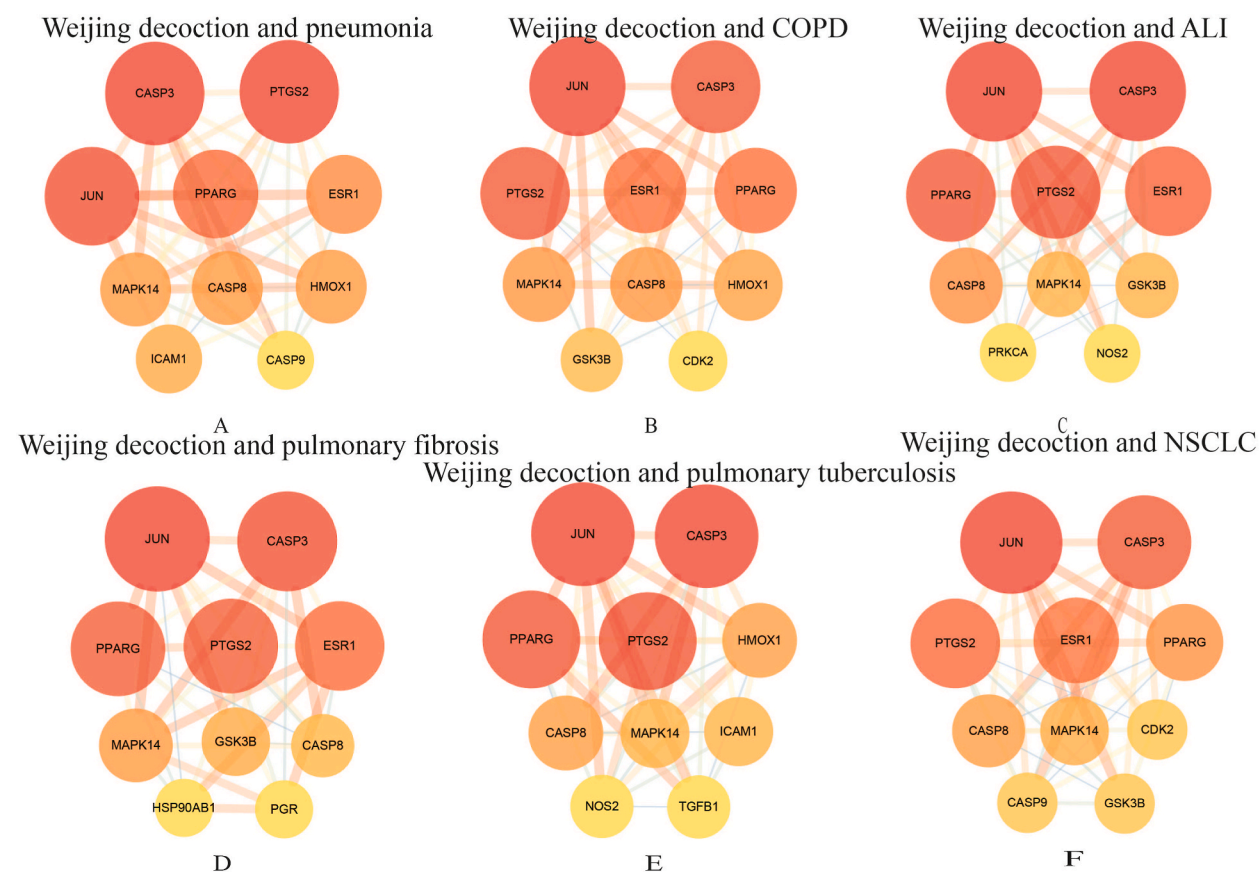 Weijing decoction and pneumonia
CASP3
PTGS2
JUN
PPARG
ESR1
MAPK14
CASP8
HMOX1
ICAM1
CASP9
A
Weijing decoction and COPD
JUN
CASP3
PTGS2
ESR1
PPARG
MAPK14
CASP8
HMOX1
GSK3B
CDK2
B
Weijing decoction and ALI
JUN
CASP3
PPARG
PTGS2
ESR1
CASP8
MAPK14
GSK3B
PRKCA
NOS2
C
Weijing decoction and pulmonary fibrosis
JUN
CASP3
PPARG
PTGS2
ESR1
MAPK14
GSK3B
CASP8
HSP90AB1
PGR
D
Weijing decoction and pulmonary tuberculosis
JUN
CASP3
PPARG
PTGS2
HMOX1
CASP8
MAPK14
ICAM1
NOS2
TGFB1
E
Weijing decoction and NSCLC
JUN
CASP3
PTGS2
ESR1
PPARG
CASP8
MAPK14
CDK2
CASP9
GSK3B
F